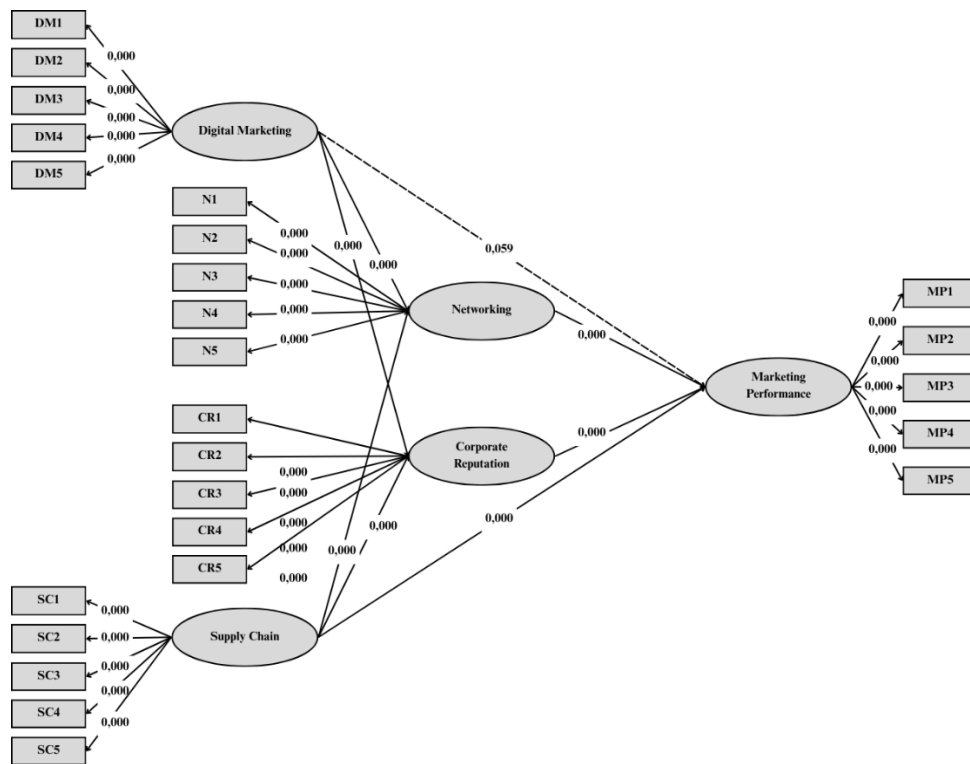 DM1
0,000
DM2
0,000
DM3
0,000
DM4
0,000
DM5
0,000
Digital Marketing
N1
0,000
N2
0,000
N3
0,000
N4
0,000
N5
0,000
0,000
0,000
0,059
Networking
0,000
MP1
0,000
MP2
0,000
MP3
0,000
MP4
0,000
MP5
0,000
Marketing
Performance
CR1
CR2
CR3
0,000
0,000
CR4
0,000
0,000
CR5
0,000
Corporate
Reputation
0,000
0,000
0,000
0,000
SC1
0,000
SC2
0,000
SC3
0,000
SC4
0,000
SC5
0,000
Supply Chain